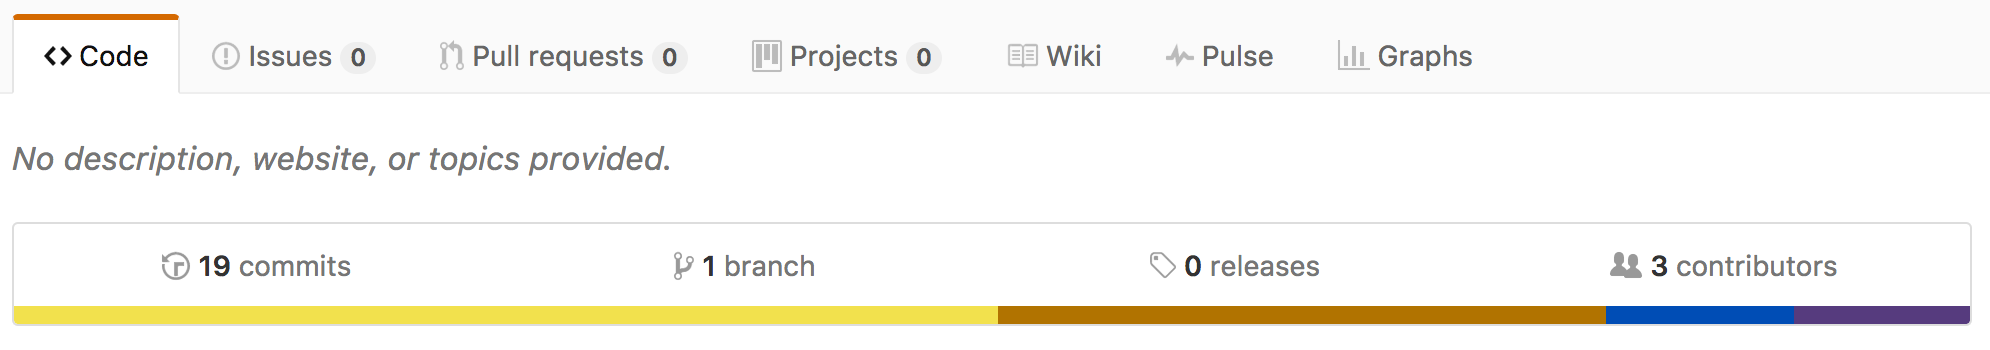 Code Issues 0 Pull requests 0 Projects 0 Wiki Pulse Graphs
No description, website, or topics provided.
19 commits 1 branch 0 releases 3 contributors